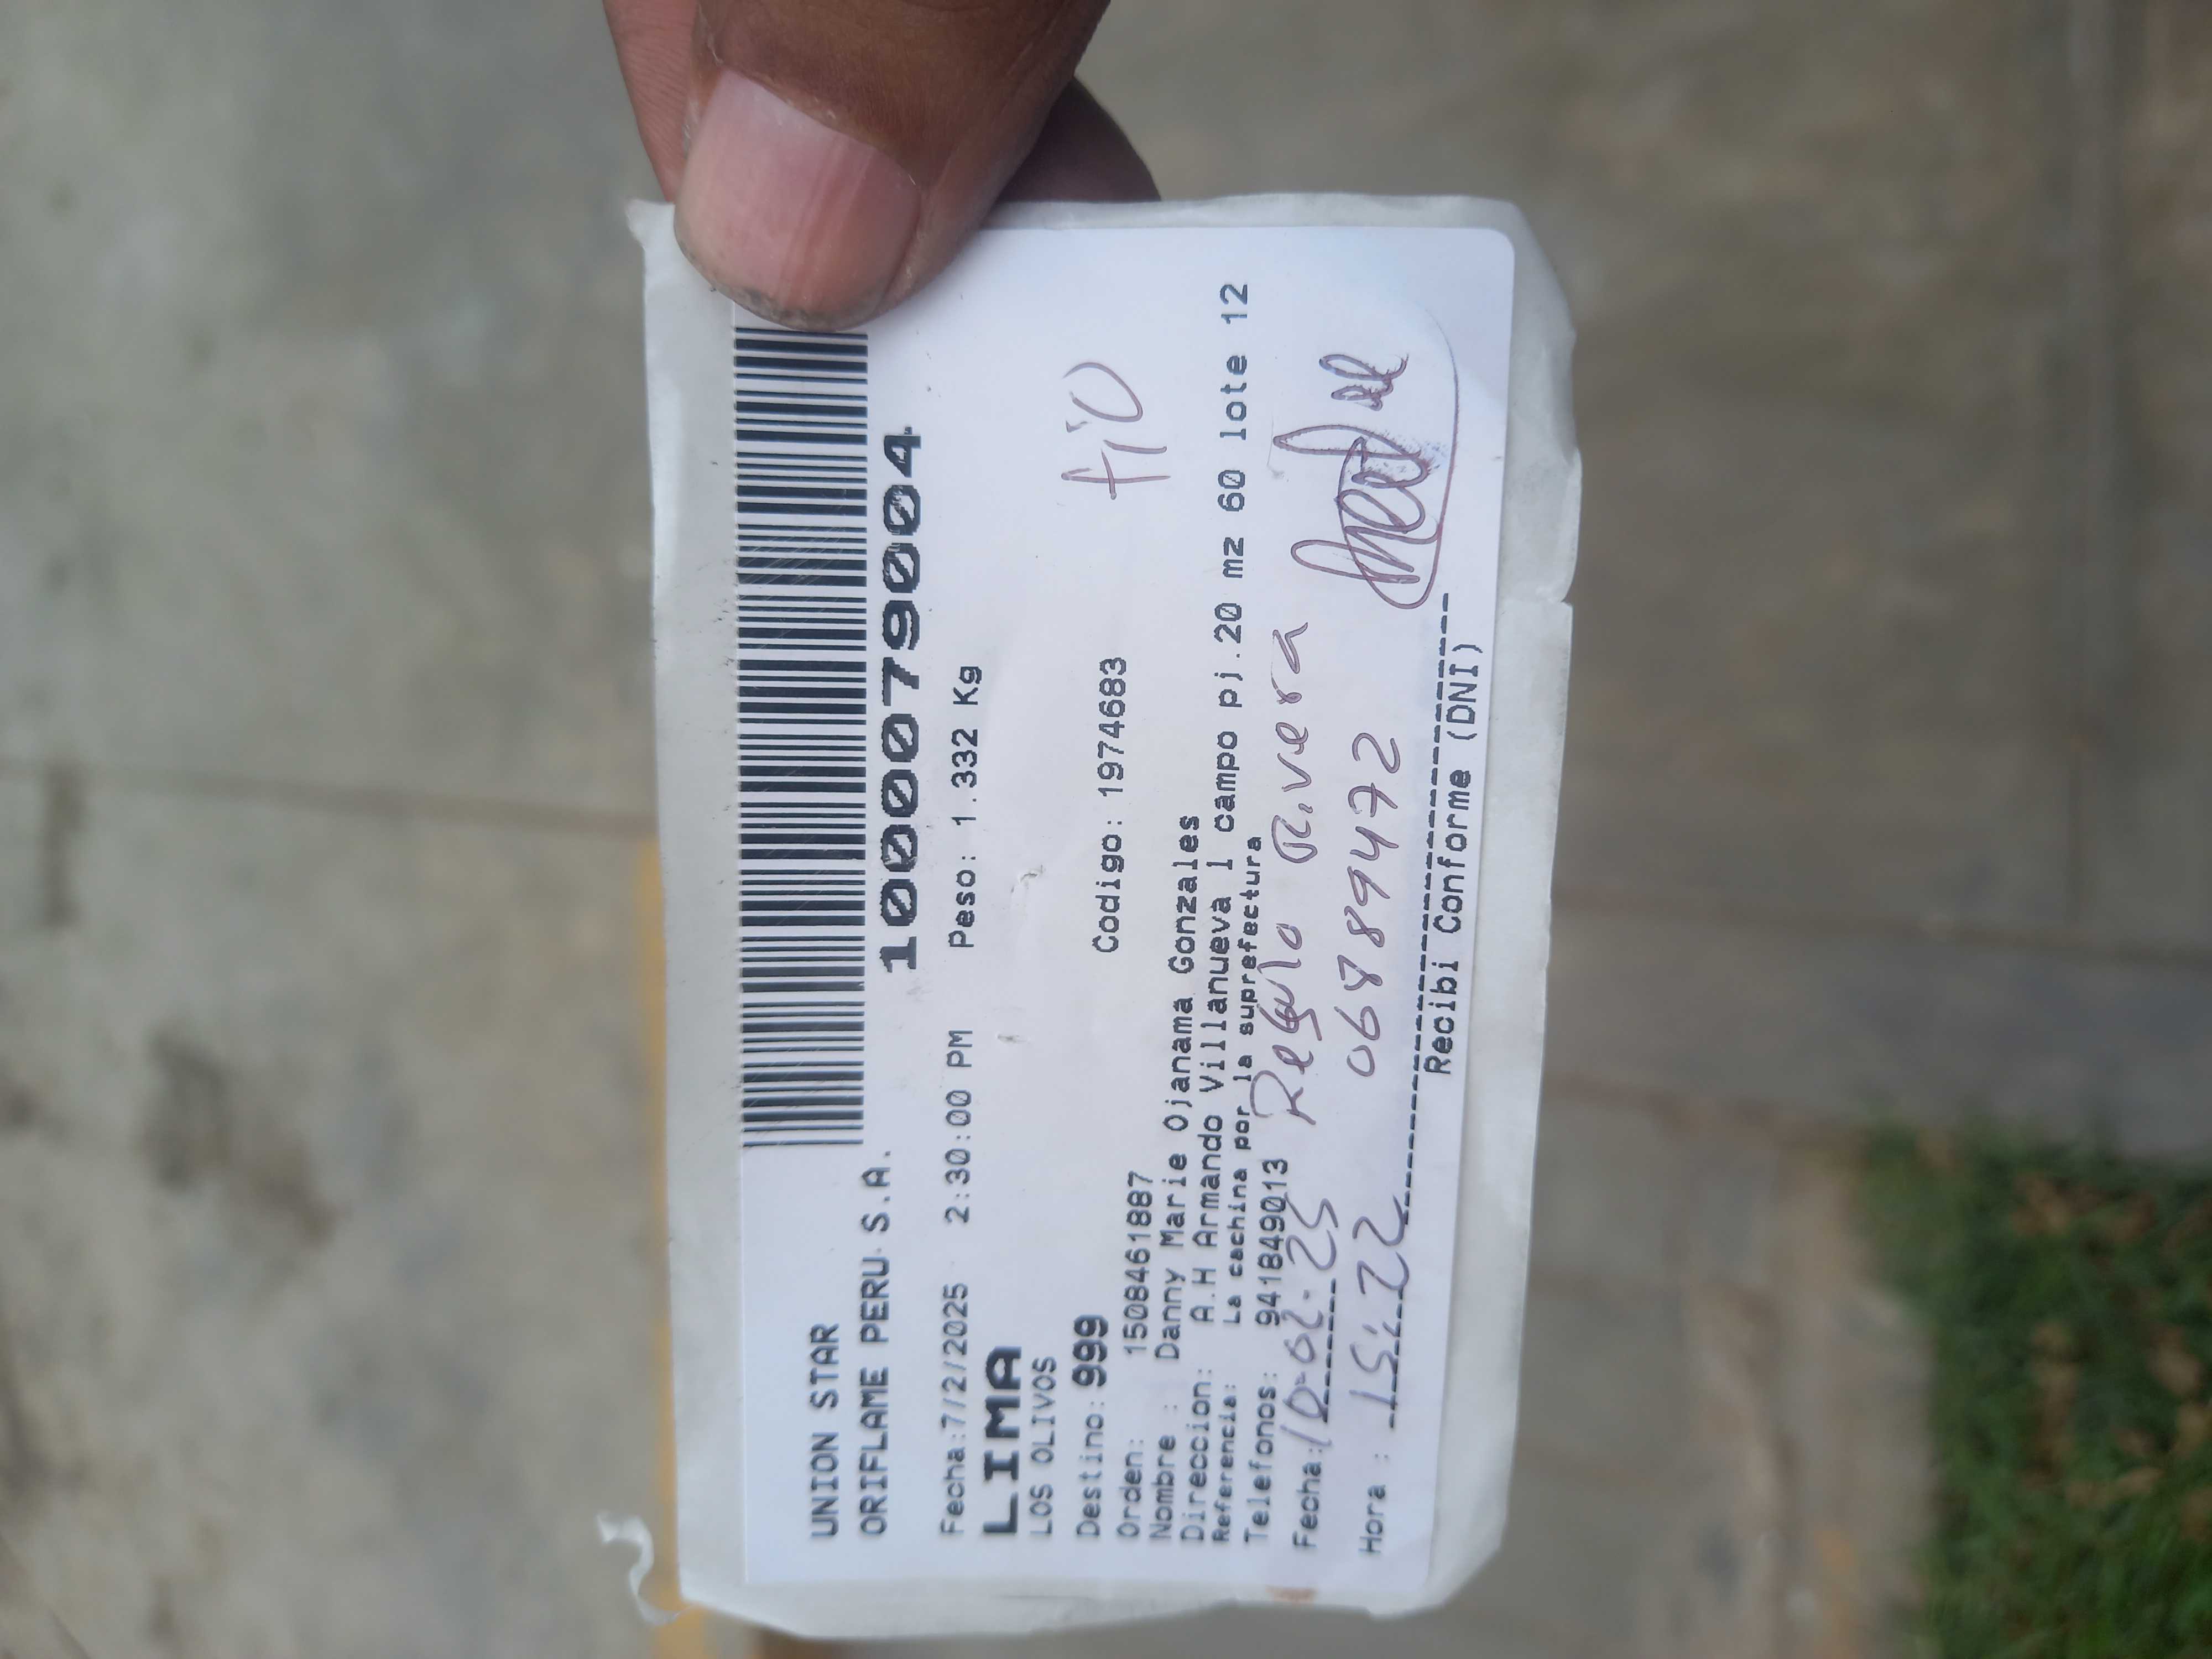 UNION STAR
ORIFLAME PERU S.A.
1000079004
Fecha:7/2/2025 2:30:00 PM Peso: 1.332 Kg
LIMA
LOS OLIVOS
Destino: 999 Codigo: 1974683
tio
Orden: 1508461887
Nombre : Danny Marie Ojanama Gonzales
Direccion: A.H Armando Villanueva 1 campo pj.20 mz 60 lote 12
Referencia: La cachina por la suprefectura
Telefonos: 941849013
Fecha: 10-02-25 Regulo Rivera
Hora : 15:22 06889472
Recibi Conforme (DNI)